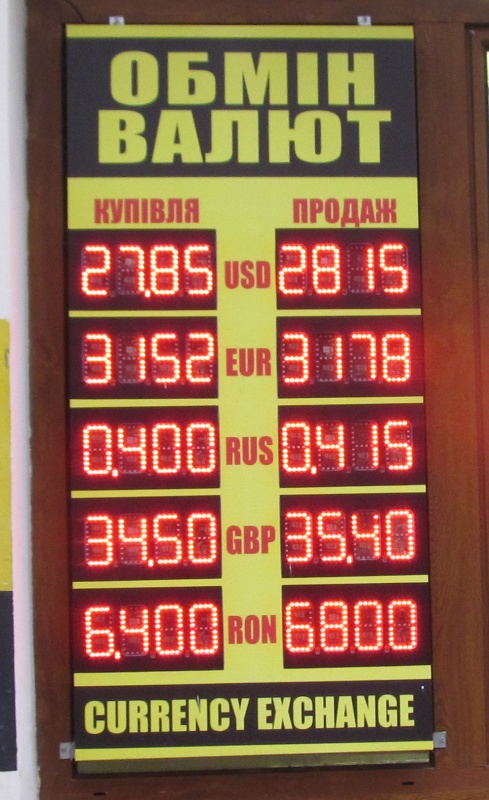 ОБМІН
ВАЛЮТ
КУПІВЛЯ ПРОДАЖ
27.85 USD 28.15
31.52 EUR 31.78
0.400 RUS 0.415
34.50 GBP 35.40
6.400 RON 6.800
CURRENCY EXCHANGE